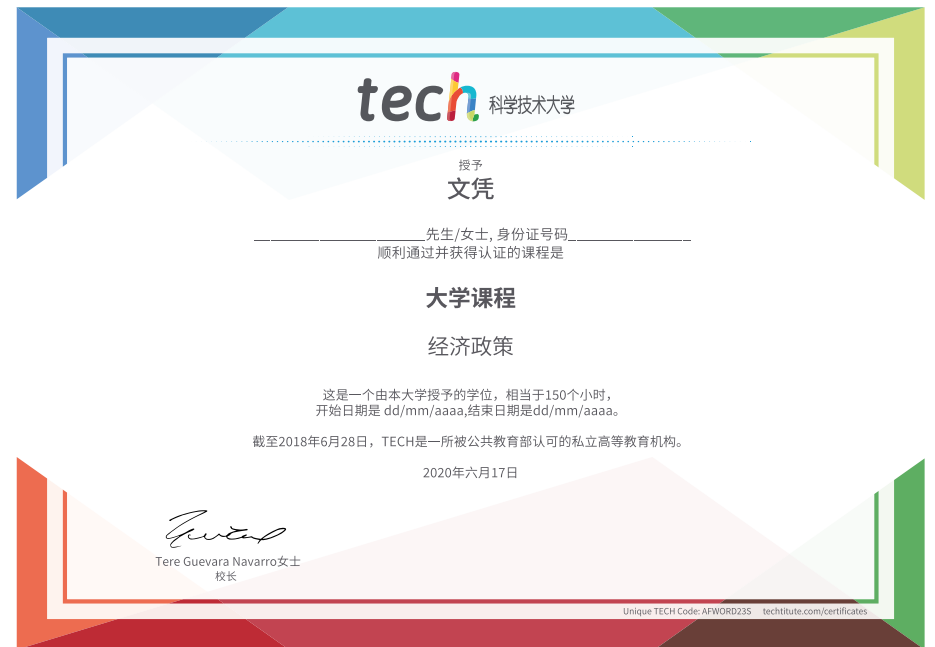 tech 科学技术大学
授予
文凭
______________________先生/女士, 身份证号码________________
顺利通过并获得认证的课程是
大学课程
经济政策
这是一个由本大学授予的学位，相当于150个小时，
开始日期是 dd/mm/aaaa,结束日期是dd/mm/aaaa。
截至2018年6月28日，TECH是一所被公共教育部认可的私立高等教育机构。
2020年六月17日
Tere Guevara Navarro女士
校长
Unique TECH Code: AFWORD23S techtitute.com/certificates